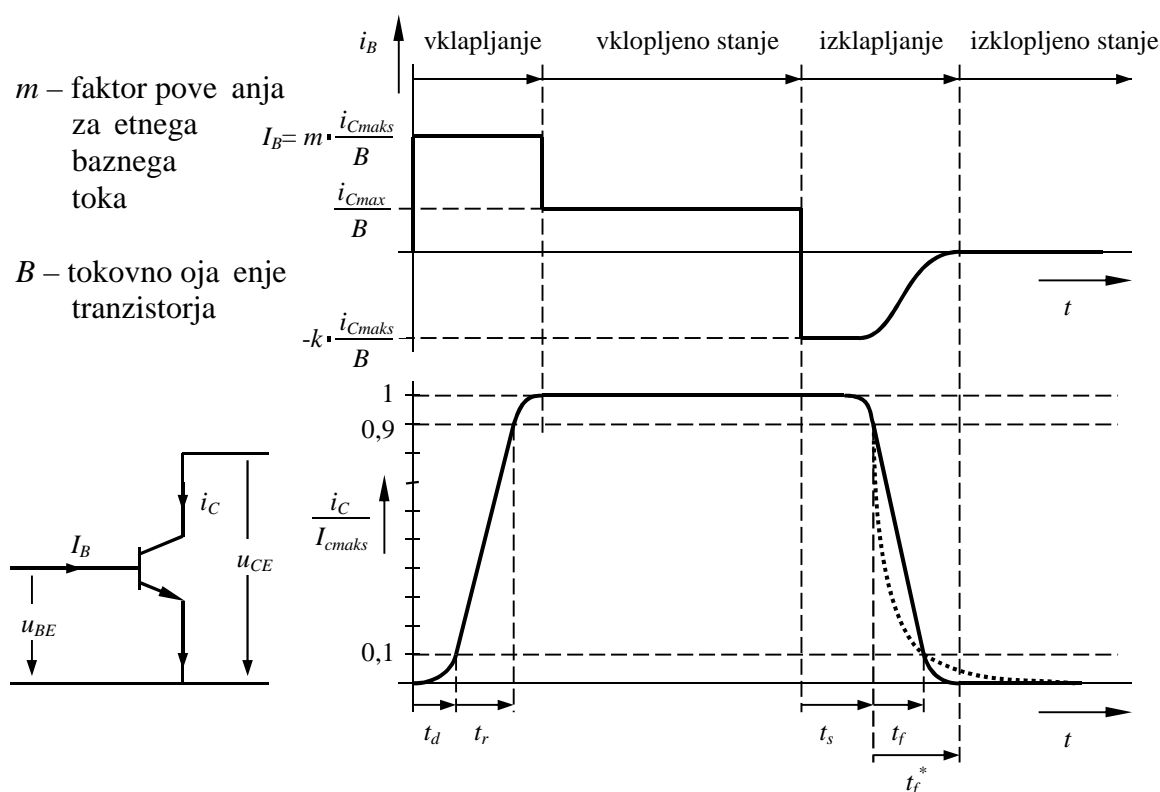 i_B vklapljanje vklopljeno stanje izklapljanje izklopljeno stanje
m – faktor pove anja
za etnega
baznega
toka
I_B= m · i_Cmaks / B
i_Cmax / B
B – tokovno oja enje
tranzistorja
t
-k · i_Cmaks / B
1
0,9
i_C / I_cmaks
0,1
i_C
I_B
u_CE
u_BE
t_d t_r t_s t_f t
t_f*